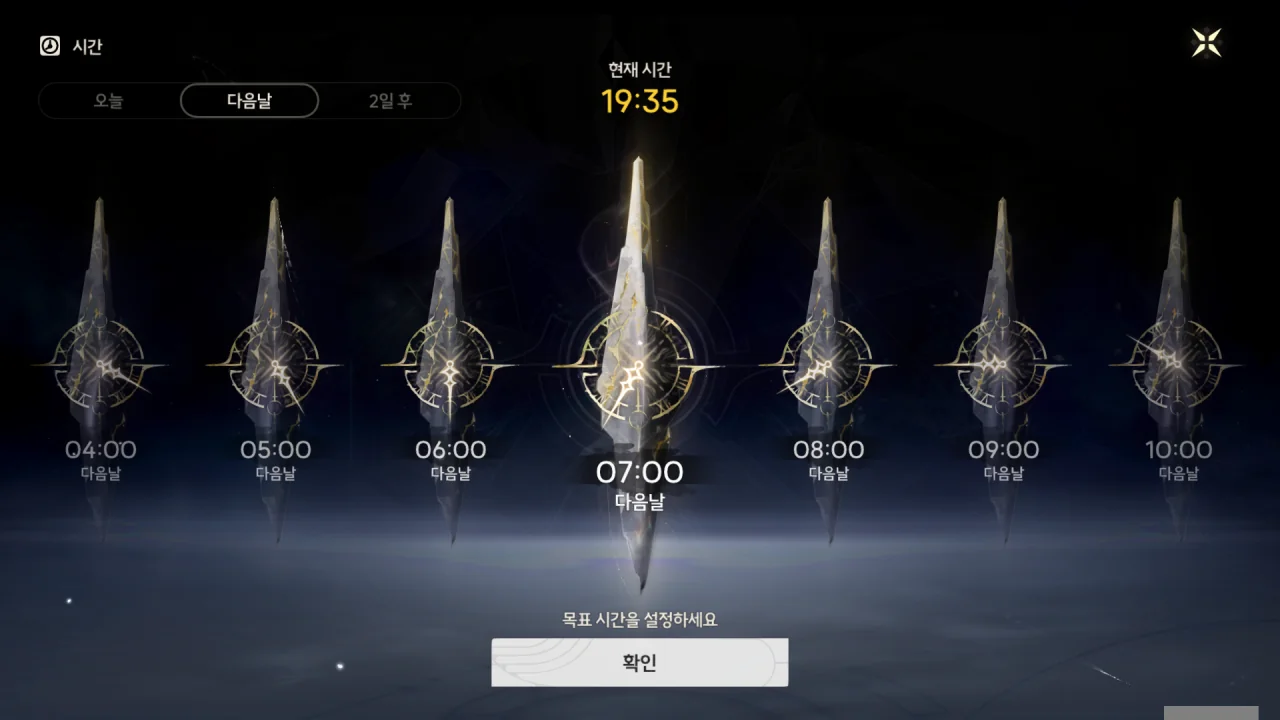 시간
오늘
다음날
2일 후
현재 시간
19:35
04:00
다음날
05:00
다음날
06:00
다음날
07:00
다음날
08:00
다음날
09:00
다음날
10:00
다음날
목표 시간을 설정하세요
확인